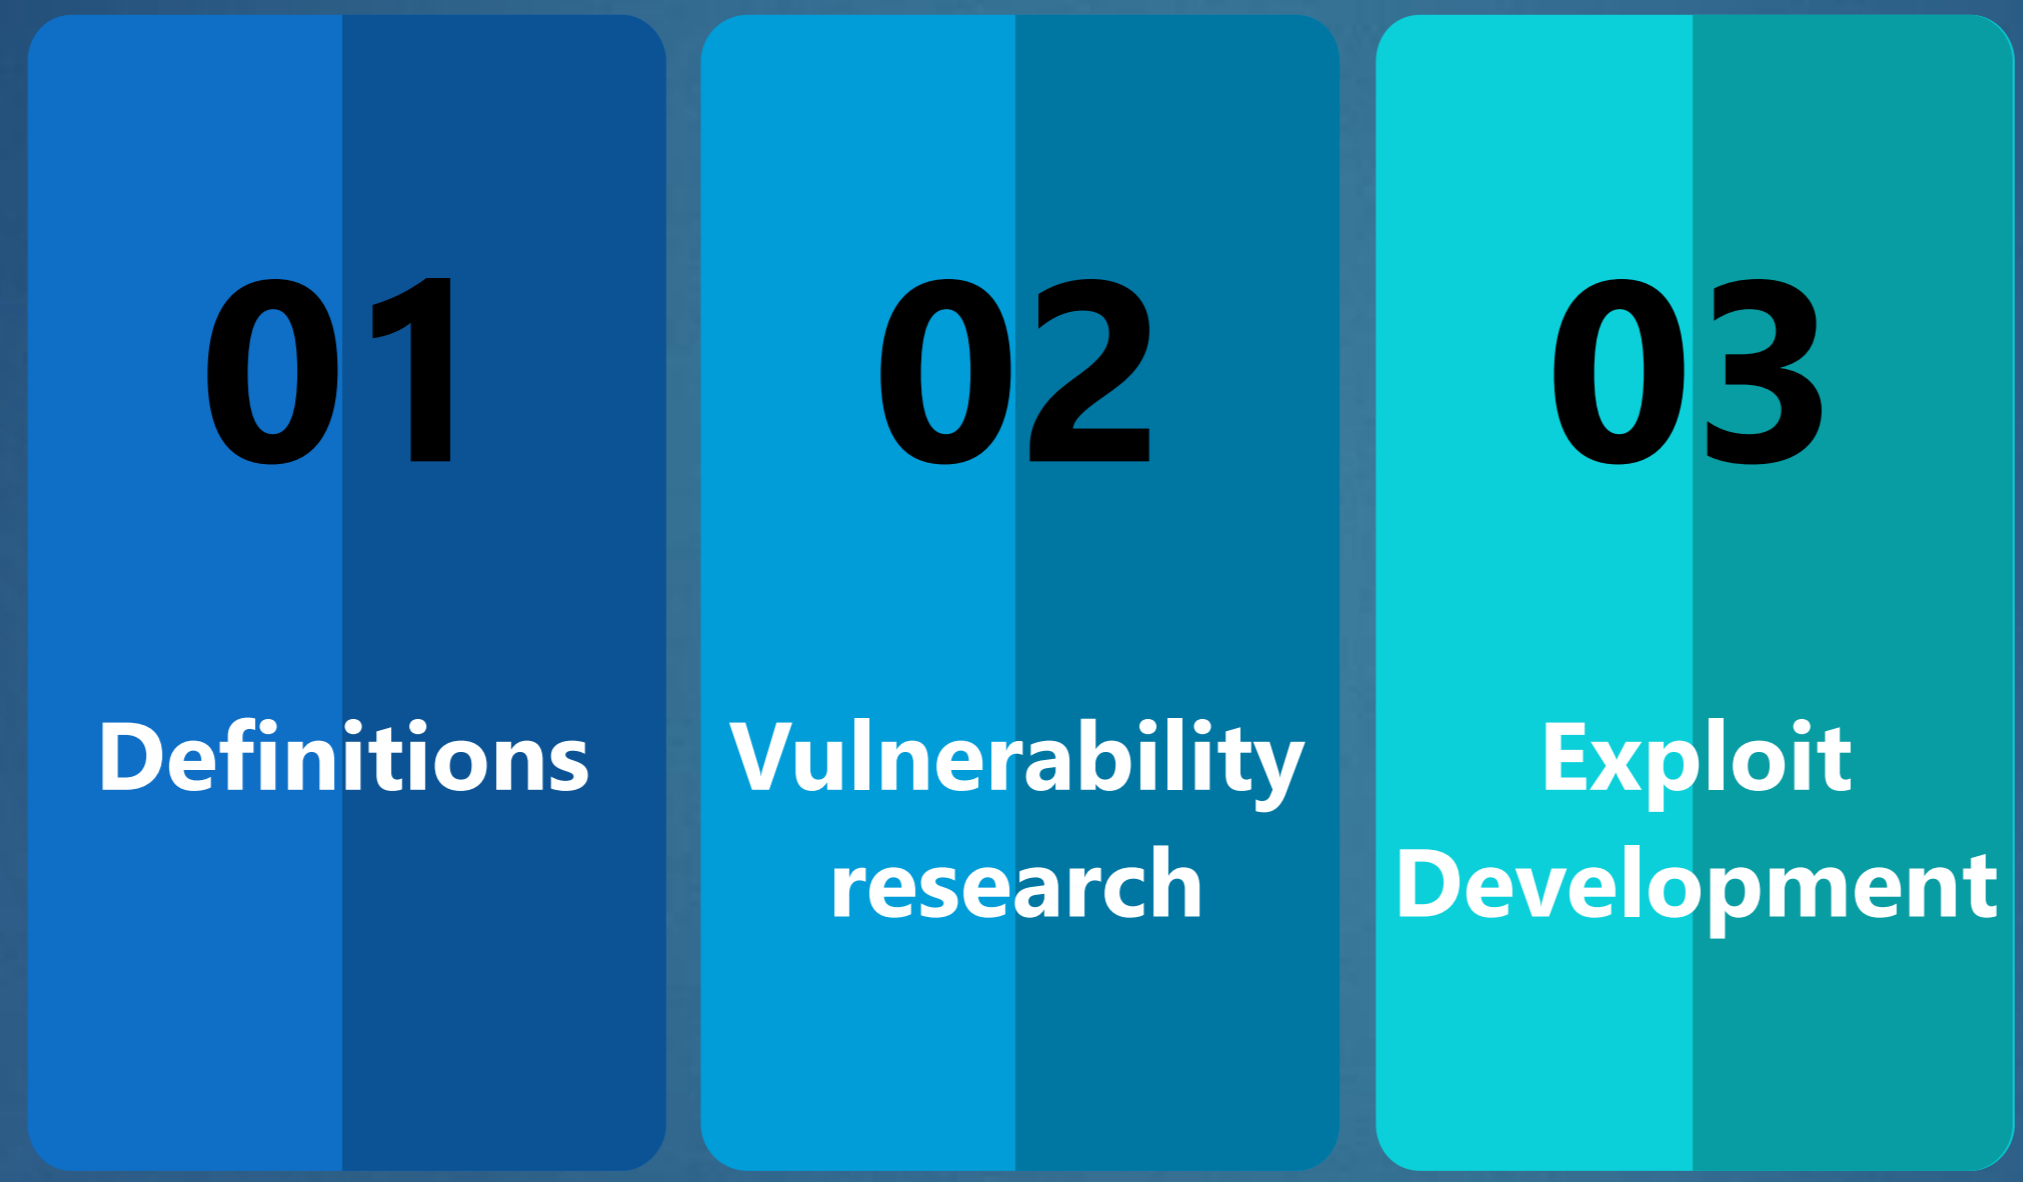 01
Definitions
02
Vulnerability
research
03
Exploit
Development